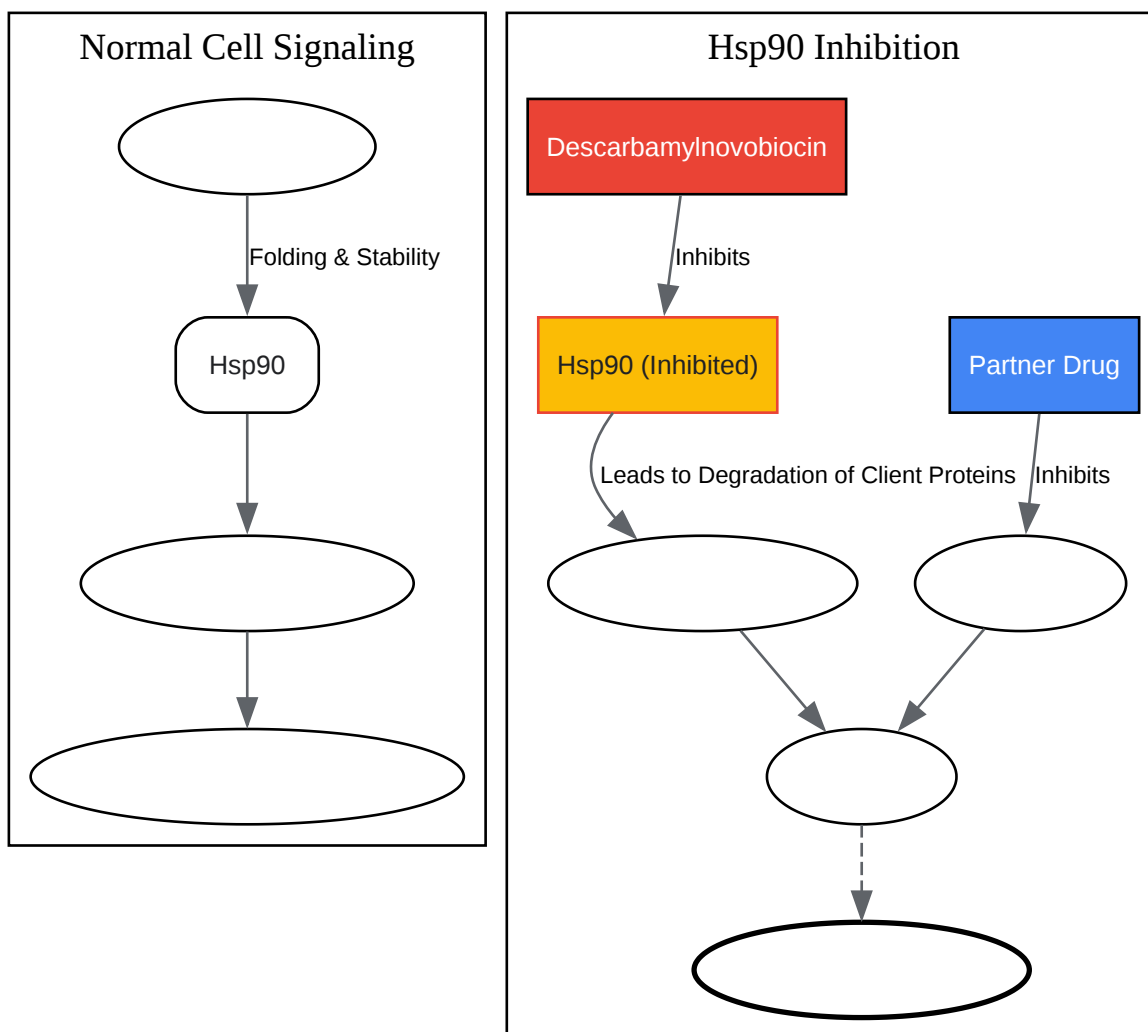 Normal Cell Signaling
Folding & Stability
Hsp90
Hsp90 Inhibition
Descarbamylnovobiocin
Inhibits
Hsp90 (Inhibited)
Partner Drug
Leads to Degradation of Client Proteins
Inhibits